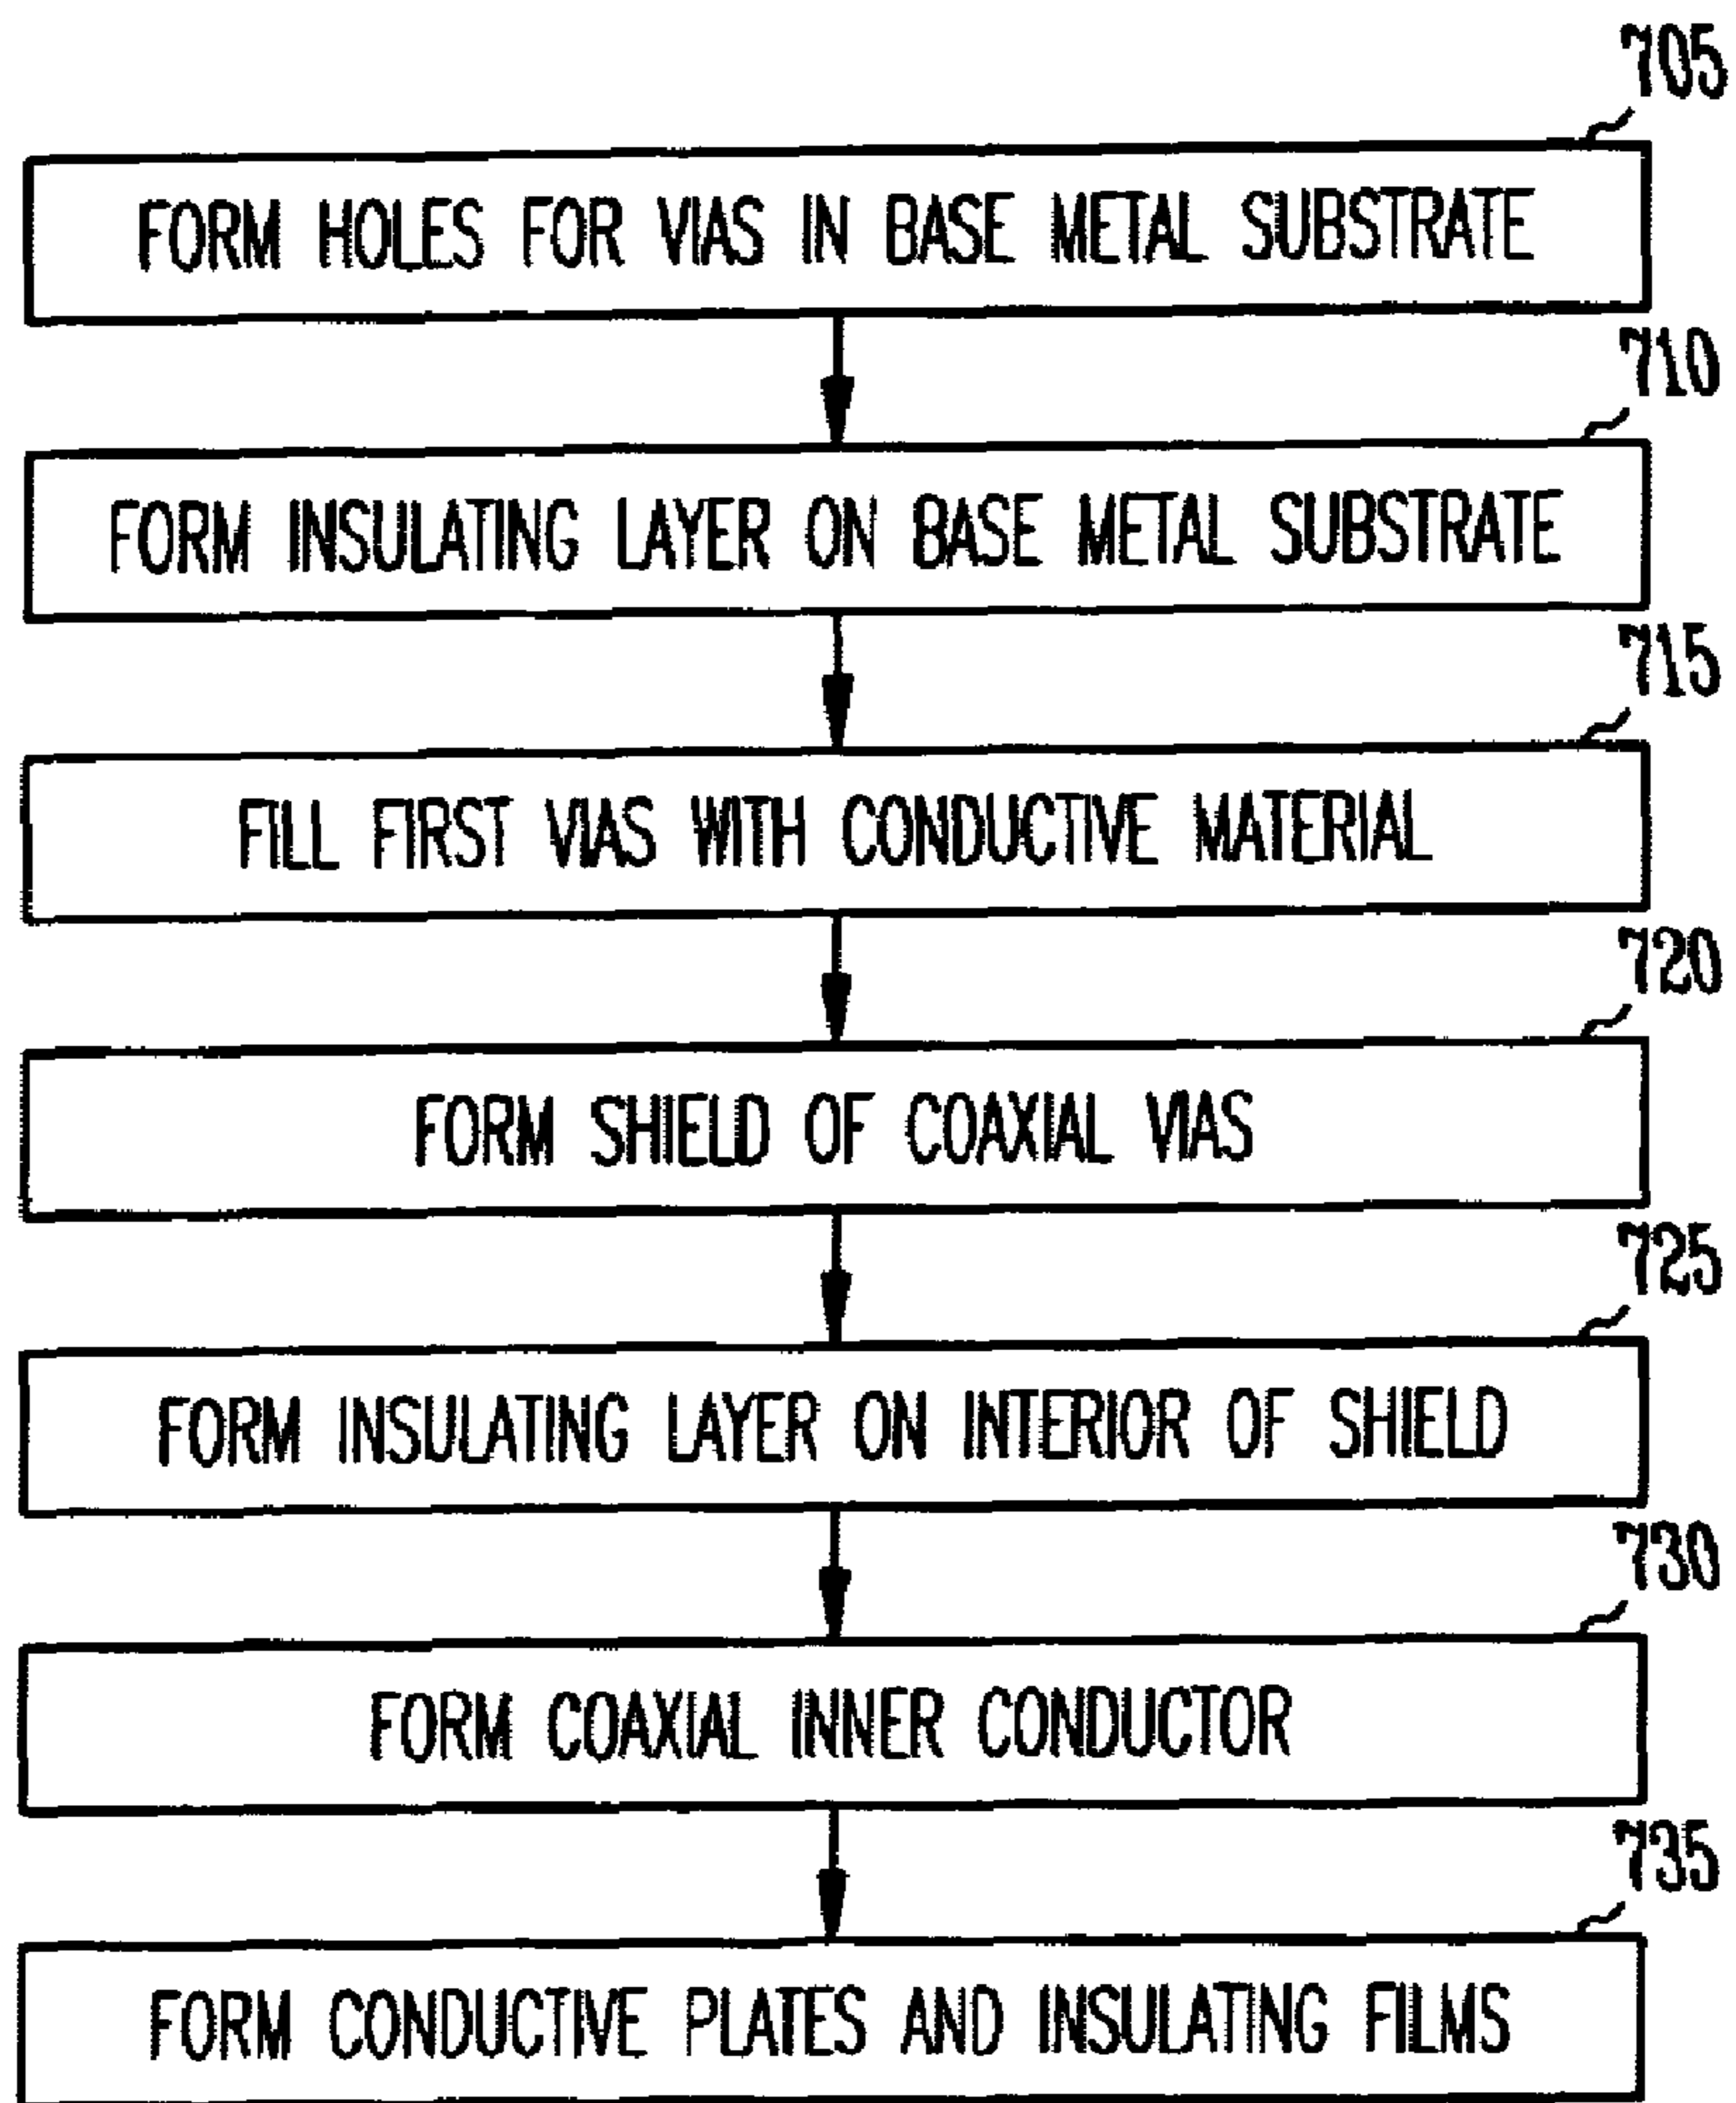 705
FORM HOLES FOR VIAS IN BASE METAL SUBSTRATE
710
FORM INSULATING LAYER ON BASE METAL SUBSTRATE
715
FILL FIRST VIAS WITH CONDUCTIVE MATERIAL
720
FORM SHIELD OF COAXIAL VIAS
725
FORM INSULATING LAYER ON INTERIOR OF SHIELD
730
FORM COAXIAL INNER CONDUCTOR
735
FORM CONDUCTIVE PLATES AND INSULATING FILMS